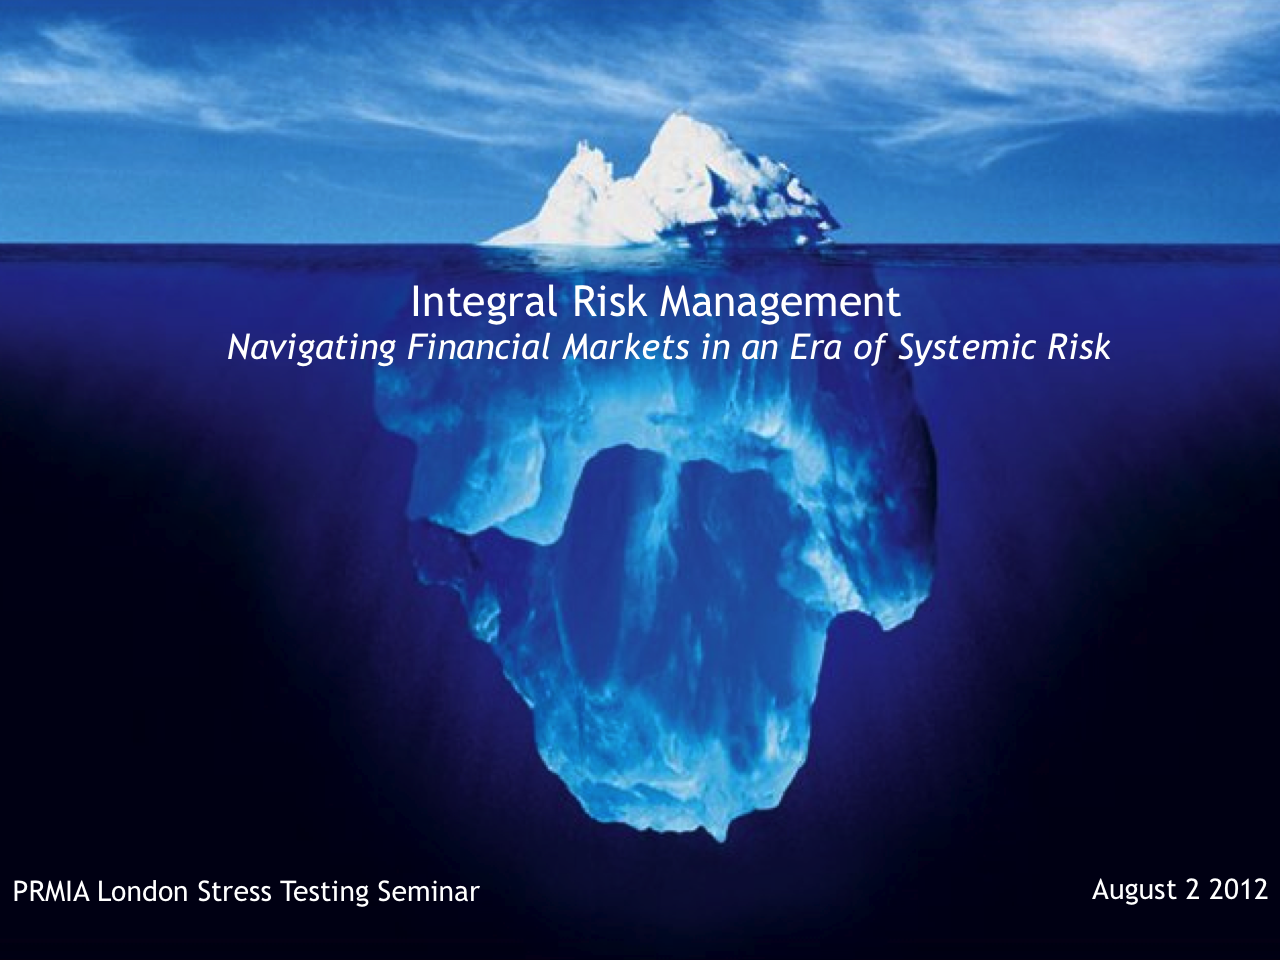 Integral Risk Management
Navigating Financial Markets in an Era of Systemic Risk
PRMIA London Stress Testing Seminar
August 2 2012